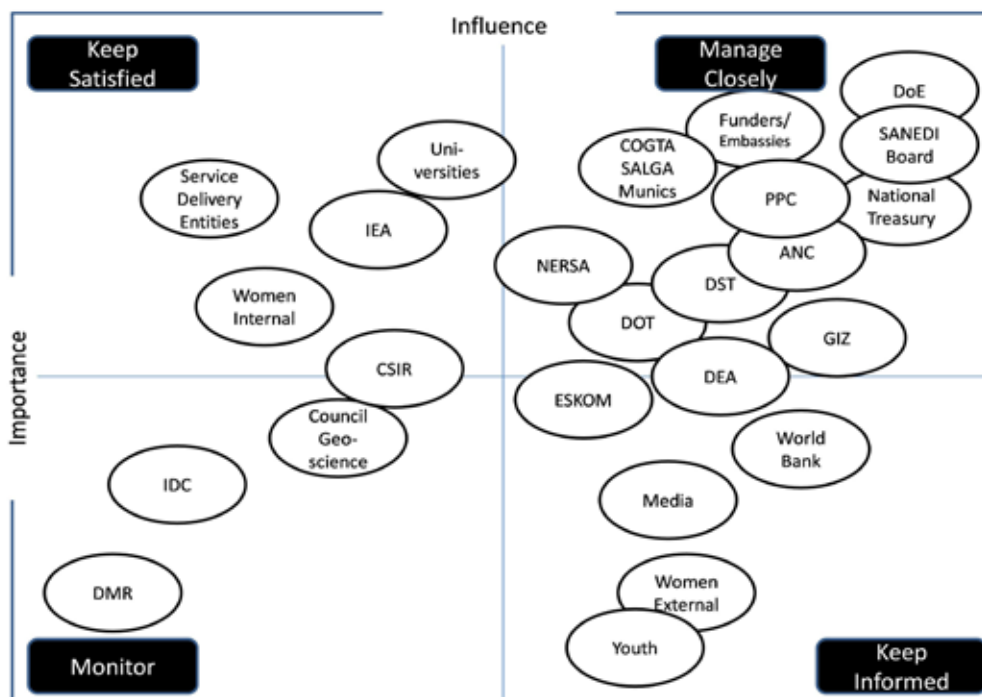 Influence
Keep
Satisfied
Manage
Closely
DoE
Funders/
Embassies
SANEDI
Board
COGTA
SALGA
Munics
Uni-
versities
Service
Delivery
Entities
PPC
National
Treasury
IEA
ANC
NERSA
DST
Women
Internal
DOT
GIZ
Importance
CSIR
DEA
ESKOM
Council
Geo-
science
World
Bank
IDC
Media
DMR
Women
External
Youth
Monitor
Keep
Informed